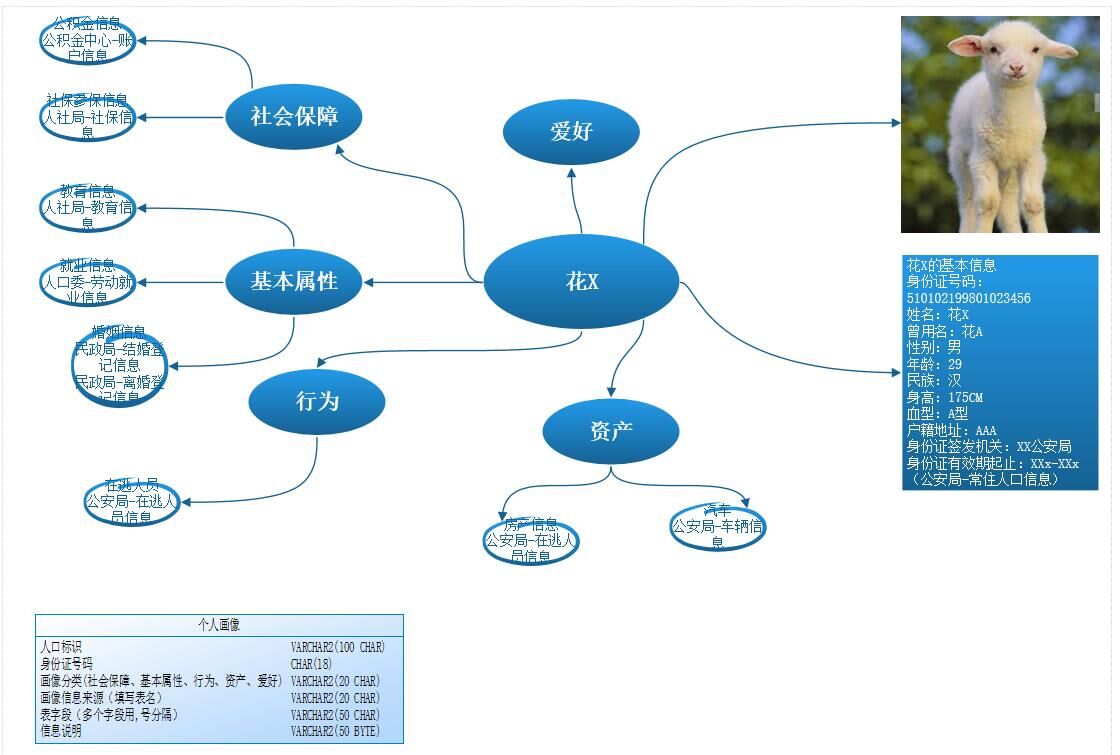 公积金信息
公积金中心-账
户信息
社保参保信息
人社局-社保信
息
社会保障
爱好
教育信息
人社局-教育信
息
就业信息
人口委-劳动就
业信息
基本属性
花X
婚姻信息
民政局-结婚登
记信息
民政局-离婚登
记信息
行为
资产
在逃人员
公安局-在逃人
员信息
房产信息
公安局-在逃人
员信息
汽车
公安局-车辆信
息
花X的基本信息
身份证号码：
510102199801023456
姓名：花X
曾用名：花A
性别：男
年龄：29
民族：汉
身高：175CM
血型：A型
户籍地址：AAA
身份证签发机关：XX公安局
身份证有效期起止：XXx-XXx
（公安局-常住人口信息）
个人画像
人口标识 VARCHAR2(100 CHAR)
身份证号码 CHAR(18)
画像分类(社会保障、基本属性、行为、资产、爱好) VARCHAR2(20 CHAR)
画像信息来源（填写表名） VARCHAR2(20 CHAR)
表字段（多个字段用,号分隔） VARCHAR2(50 CHAR)
信息说明 VARCHAR2(50 BYTE)